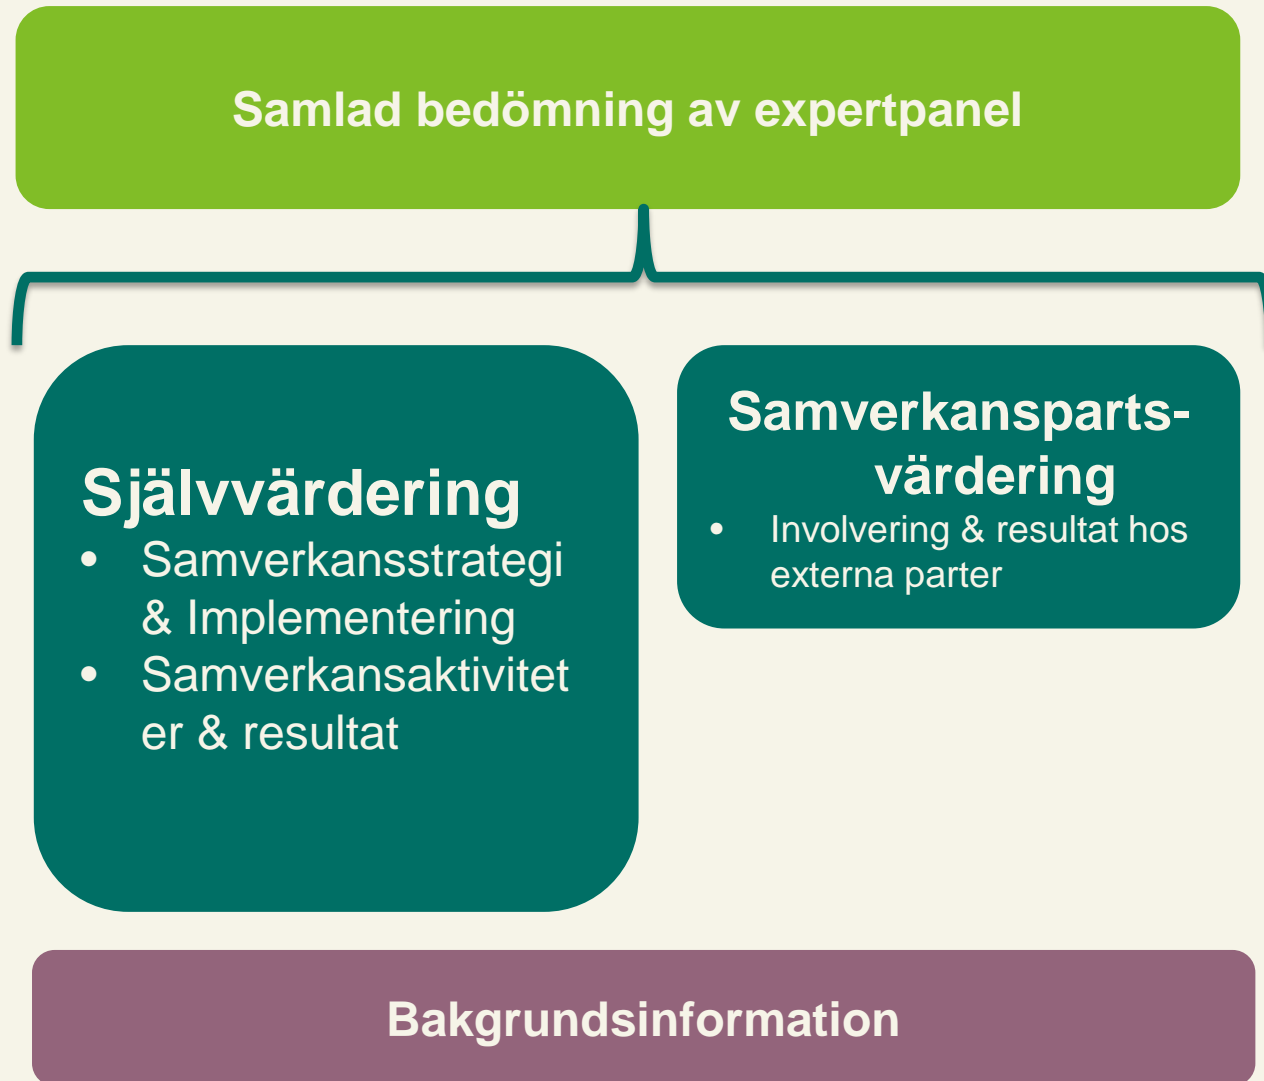 Samlad bedömning av expertpanel
Självvärdering
• Samverkansstrategi
& Implementering
• Samverkansaktivitet
er & resultat
Samverkansparts-
värdering
• Involvering & resultat hos
externa parter
Bakgrundsinformation